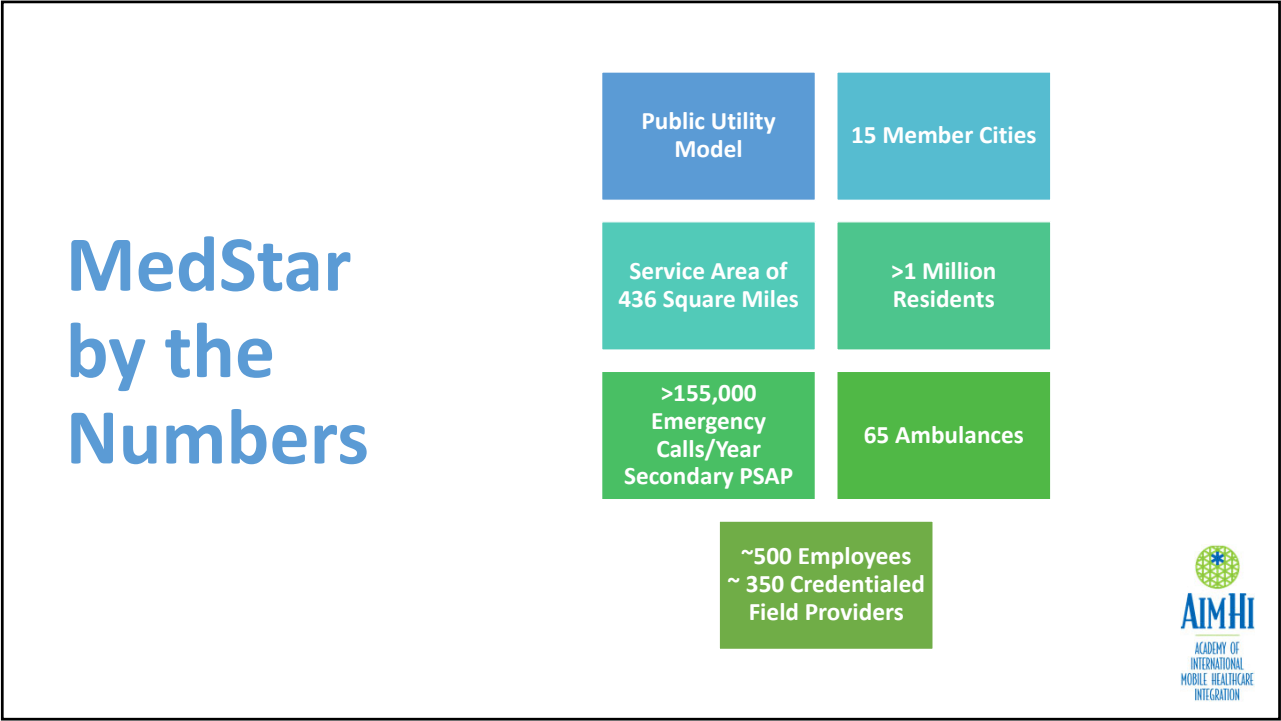 MedStar
by the
Numbers
Public Utility
Model
15 Member Cities
Service Area of
436 Square Miles
>1 Million
Residents
>155,000
Emergency
Calls/Year
Secondary PSAP
65 Ambulances
~500 Employees
~ 350 Credentialed
Field Providers
AIMHI
ACADEMY OF
INTERNATIONAL
MOBILE HEALTHCARE
INTEGRATION